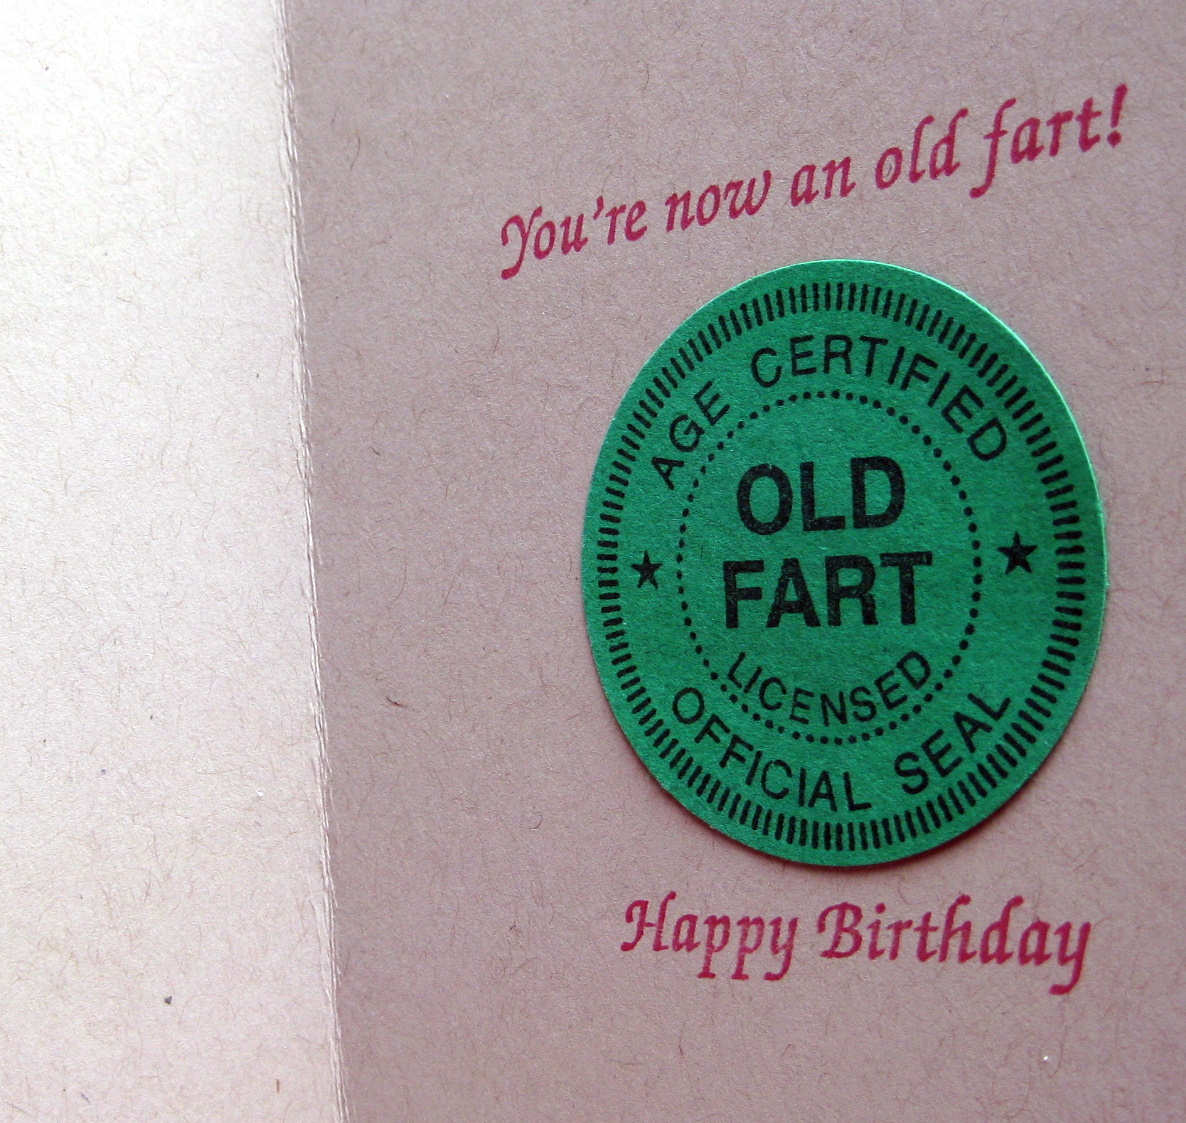 You're now an old fart!
AGE CERTIFIED
OLD
FART
LICENSED
OFFICIAL SEAL
Happy Birthday